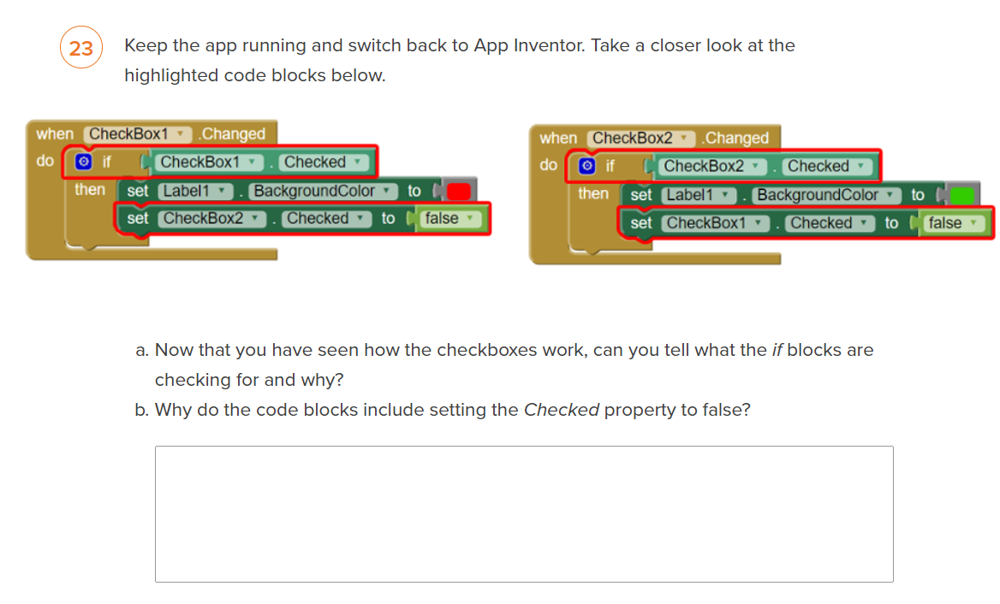 23
Keep the app running and switch back to App Inventor. Take a closer look at the
highlighted code blocks below.
when CheckBox1 .Changed
do if CheckBox1 . Checked
then set Label1 . BackgroundColor to
set CheckBox2 . Checked to false
when CheckBox2 .Changed
do if CheckBox2 . Checked
then set Label1 . BackgroundColor to
set CheckBox1 . Checked to false
a. Now that you have seen how the checkboxes work, can you tell what the if blocks are
checking for and why?
b. Why do the code blocks include setting the Checked property to false?